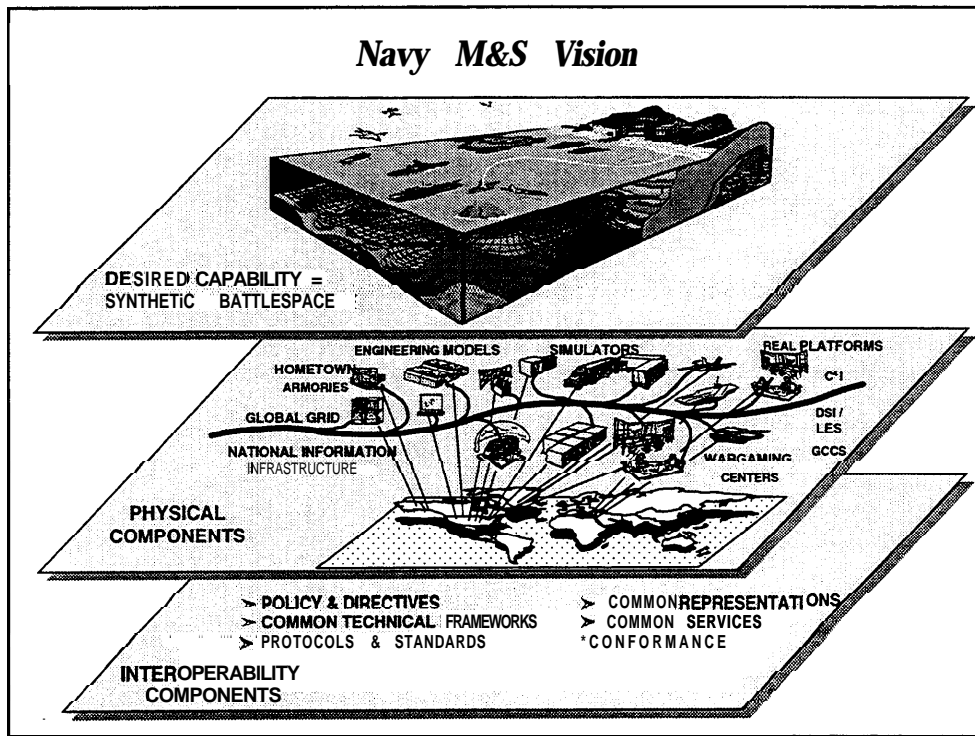 Navy M&S Vision
DESIRED CAPABILITY =
SYNTHETiC BATTLESPACE
ENGINEERING MODELS
SIMULATORS
REAL PLATFORMS
HOMETOWN
ARMORIES
C⁴I
GLOBAL GRID
DSI /
LES
NATIONAL INFORMATION
INFRASTRUCTURE
GCCS
WARGAMING
CENTERS
PHYSICAL
COMPONENTS
➢ POLICY & DIRECTIVES
➢ COMMON TECHNICAL FRAMEWORKS
➢ PROTOCOLS & STANDARDS
➢ COMMON REPRESENTATIONS
➢ COMMON SERVICES
*CONFORMANCE
INTEROPERABILITY
COMPONENTS